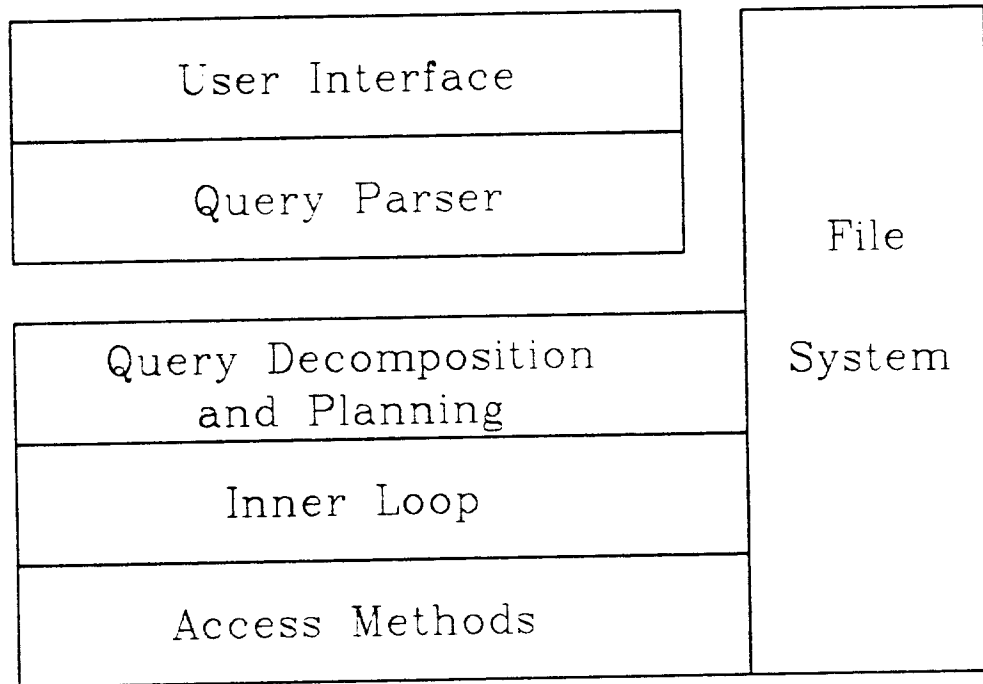 User Interface
Query Parser
Query Decomposition
and Planning
Inner Loop
Access Methods
File
System